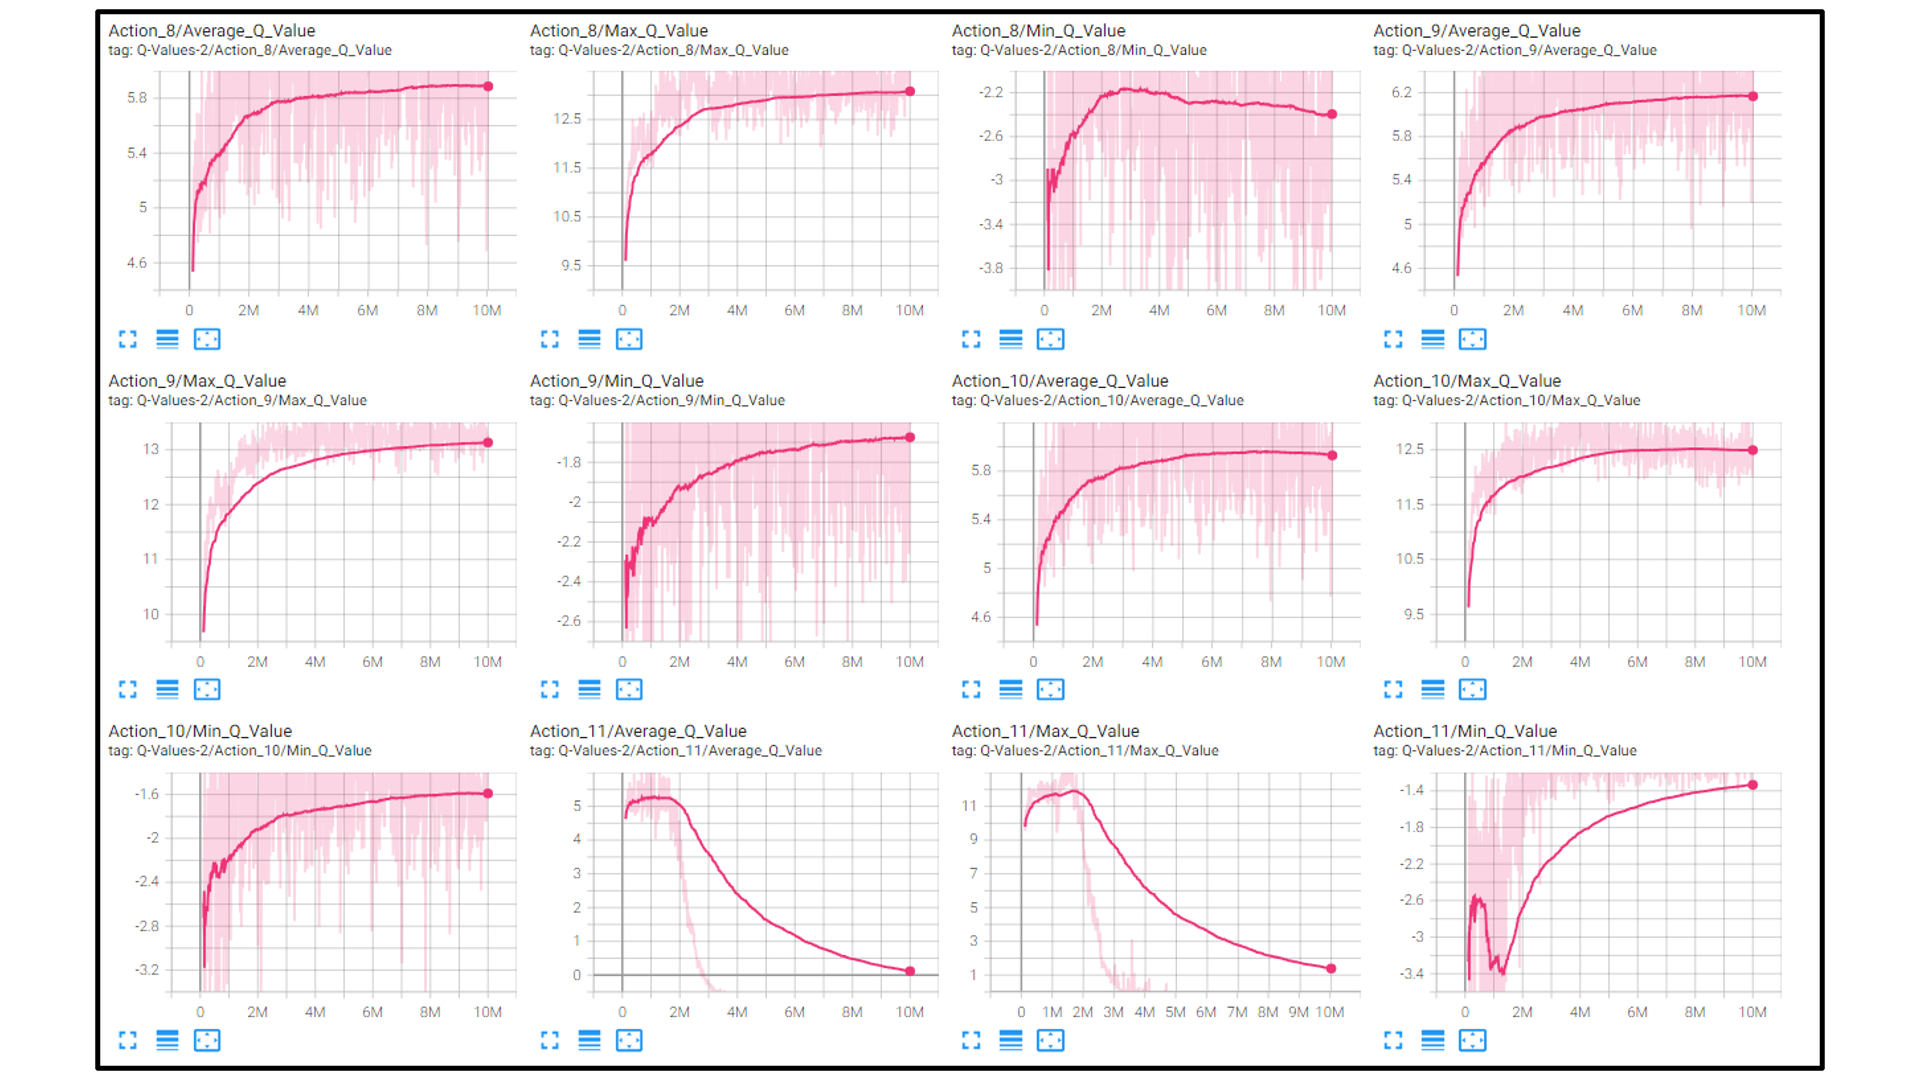 Action_8/Average_Q_Value
tag: Q-Values-2/Action_8/Average_Q_Value
5.8
5.4
5
4.6
0 2M 4M 6M 8M 10M
Action_8/Max_Q_Value
tag: Q-Values-2/Action_8/Max_Q_Value
12.5
11.5
10.5
9.5
0 2M 4M 6M 8M 10M
Action_8/Min_Q_Value
tag: Q-Values-2/Action_8/Min_Q_Value
-2.2
-2.6
-3
-3.4
-3.8
0 2M 4M 6M 8M 10M
Action_9/Average_Q_Value
tag: Q-Values-2/Action_9/Average_Q_Value
6.2
5.8
5.4
5
4.6
0 2M 4M 6M 8M 10M
Action_9/Max_Q_Value
tag: Q-Values-2/Action_9/Max_Q_Value
13
12
11
10
0 2M 4M 6M 8M 10M
Action_9/Min_Q_Value
tag: Q-Values-2/Action_9/Min_Q_Value
-1.8
-2
-2.2
-2.4
-2.6
0 2M 4M 6M 8M 10M
Action_10/Average_Q_Value
tag: Q-Values-2/Action_10/Average_Q_Value
5.8
5.4
5
4.6
0 2M 4M 6M 8M 10M
Action_10/Max_Q_Value
tag: Q-Values-2/Action_10/Max_Q_Value
12.5
11.5
10.5
9.5
0 2M 4M 6M 8M 10M
Action_10/Min_Q_Value
tag: Q-Values-2/Action_10/Min_Q_Value
-1.6
-2
-2.4
-2.8
-3.2
0 2M 4M 6M 8M 10M
Action_11/Average_Q_Value
tag: Q-Values-2/Action_11/Average_Q_Value
5
4
3
2
1
0
0 2M 4M 6M 8M 10M
Action_11/Max_Q_Value
tag: Q-Values-2/Action_11/Max_Q_Value
11
9
7
5
3
1
0 1M 2M 3M 4M 5M 6M 7M 8M 9M 10M
Action_11/Min_Q_Value
tag: Q-Values-2/Action_11/Min_Q_Value
-1.4
-1.8
-2.2
-2.6
-3
-3.4
0 2M 4M 6M 8M 10M